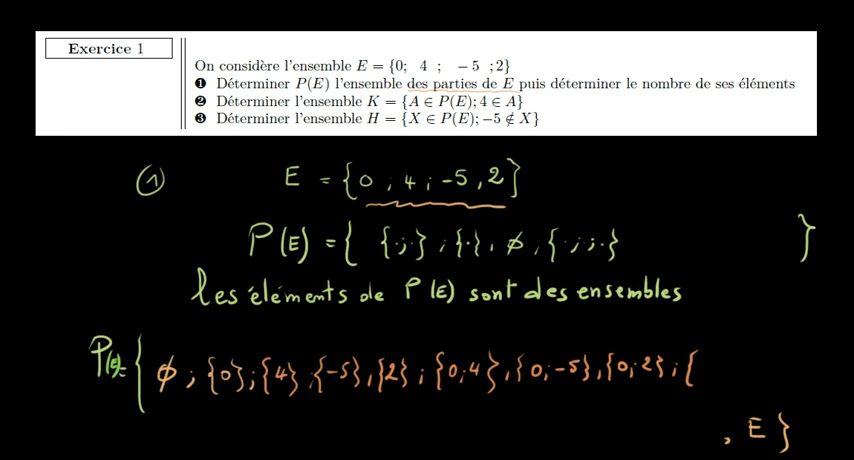 Exercice 1
On considère l'ensemble E = {0; 4 ; −5 ;2}
❶ Déterminer P(E) l'ensemble des parties de E puis déterminer le nombre de ses éléments
❷ Déterminer l'ensemble K = {A ∈ P(E); 4 ∈ A}
❸ Déterminer l'ensemble H = {X ∈ P(E); −5 ∉ X}
① E = {0 ; 4 ; -5 , 2}
P(E) = { {·;·} ; {·} , ∅ , {·;;·} }
les éléments de P(E) sont des ensembles
P(E)= { ∅ ; {0} ; {4} ; {-5} , {2} ; {0;4} , {0;-5} , {0;2} ; {
, E }